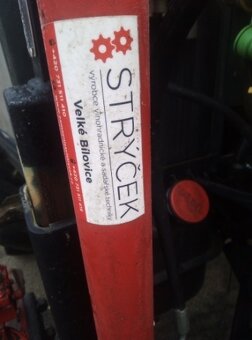 STRÝČEK
výrobce vinohradnické a sadařské techniky
Velké Bílovice